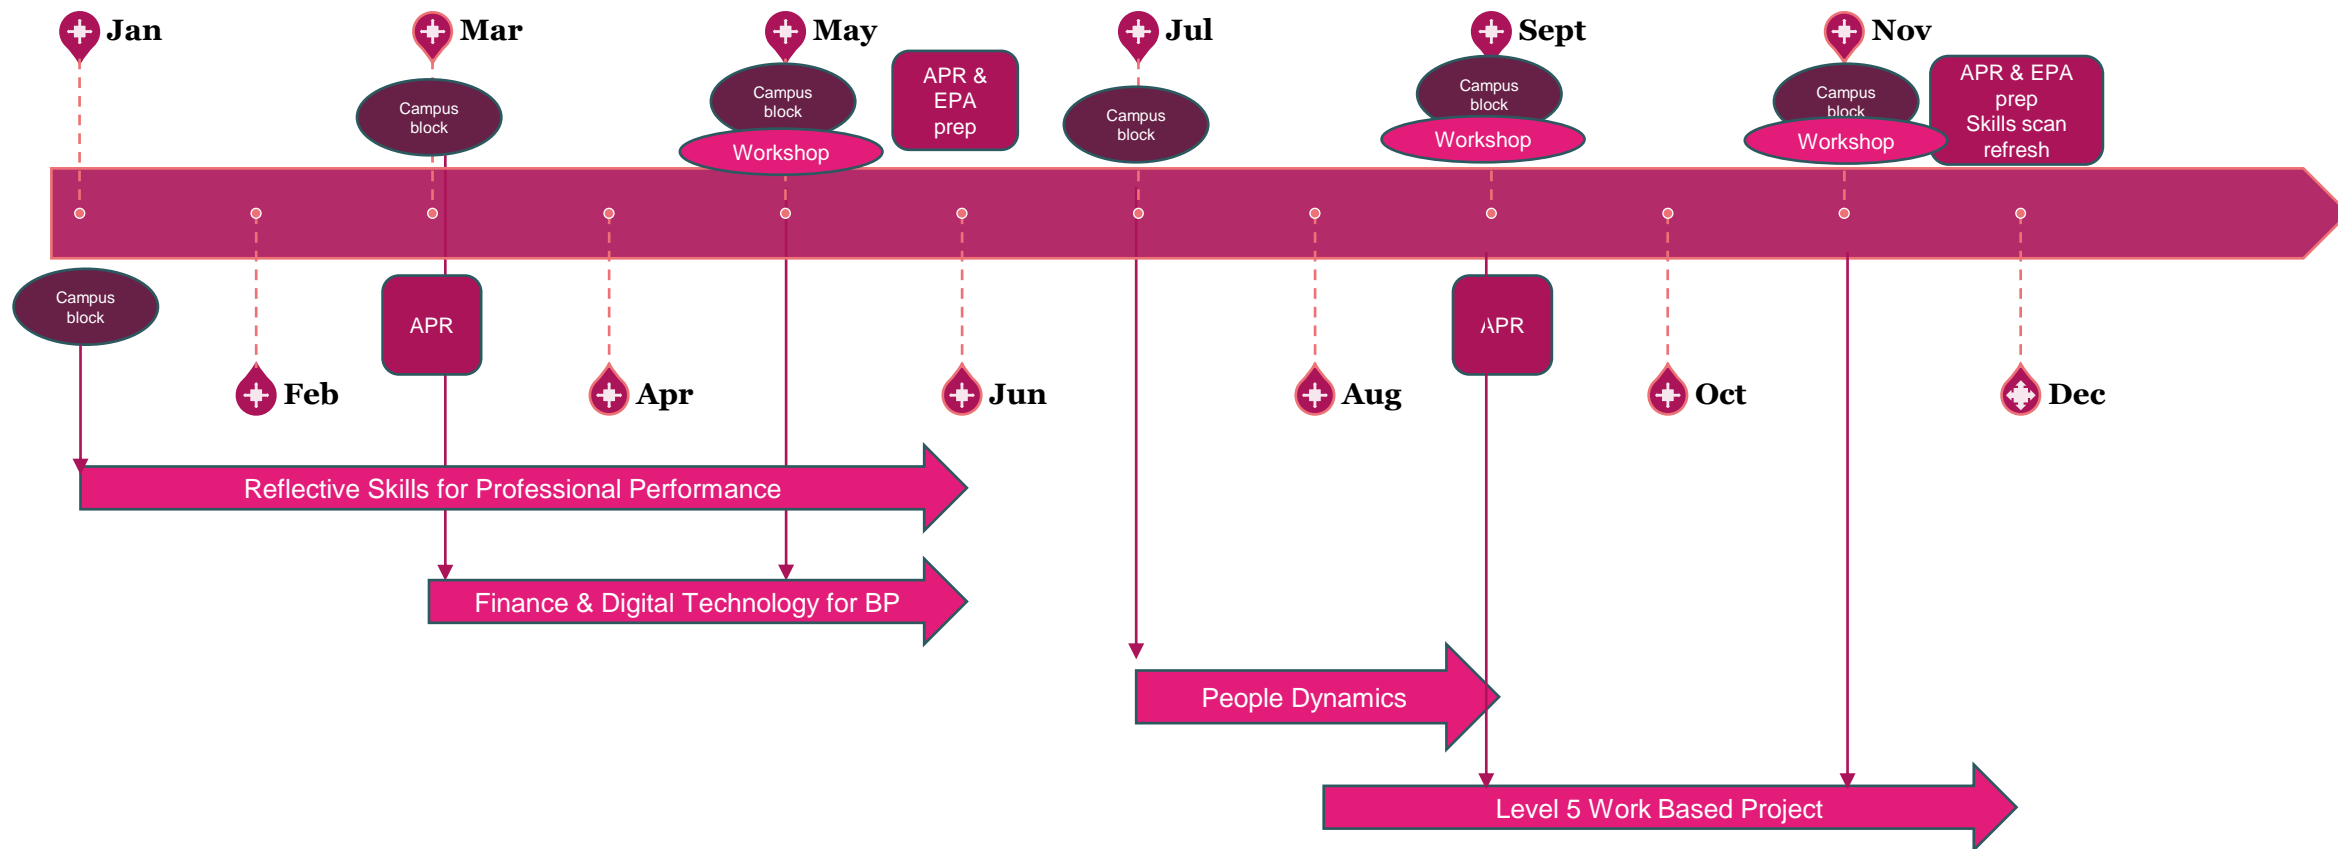 Jan
Mar
May
Jul
Sept
Nov
Campus
block
Campus
block
Workshop
APR &
EPA
prep
Campus
block
Campus
block
Workshop
Campus
block
Workshop
APR & EPA
prep
Skills scan
refresh
Campus
block
APR
APR
Feb
Apr
Jun
Aug
Oct
Dec
Reflective Skills for Professional Performance
Finance & Digital Technology for BP
People Dynamics
Level 5 Work Based Project